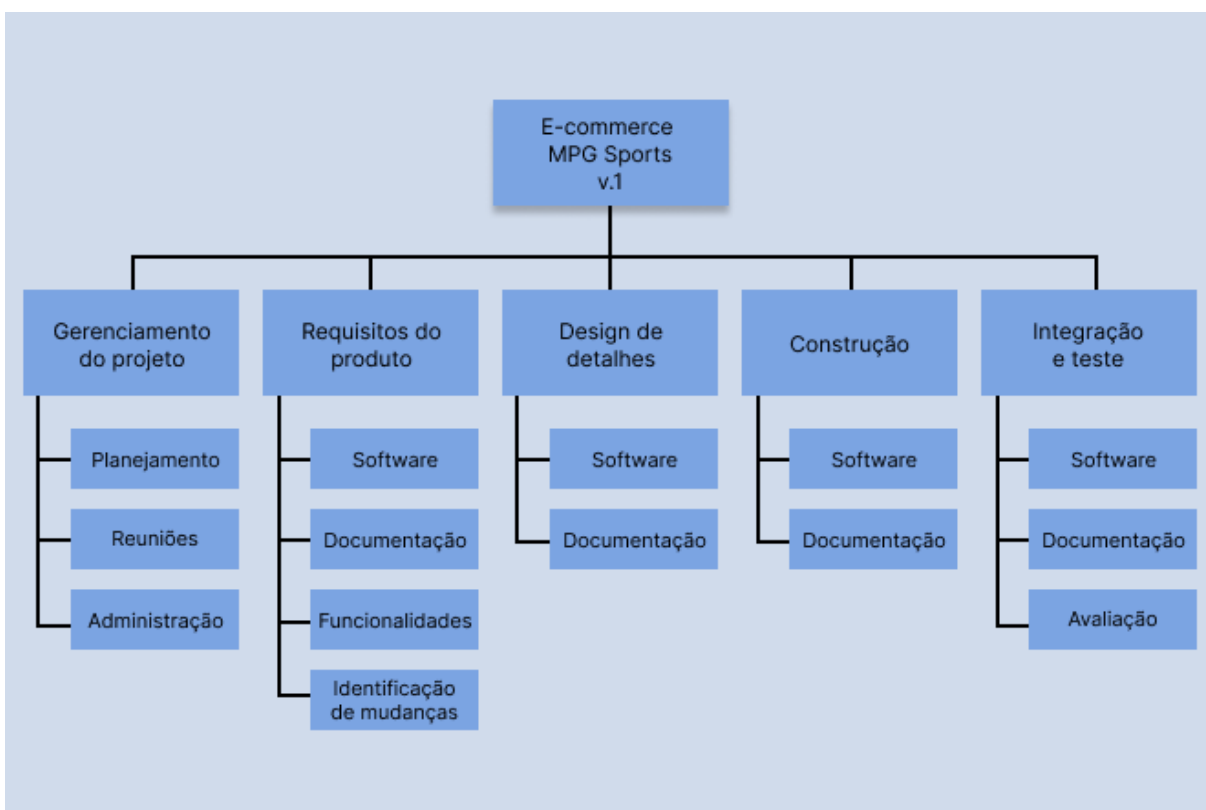 E-commerce
MPG Sports
v.1
Gerenciamento
do projeto
Requisitos do
produto
Design de
detalhes
Construção
Integração
e teste
Planejamento
Reuniões
Administração
Software
Documentação
Funcionalidades
Identificação
de mudanças
Software
Documentação
Software
Documentação
Software
Documentação
Avaliação